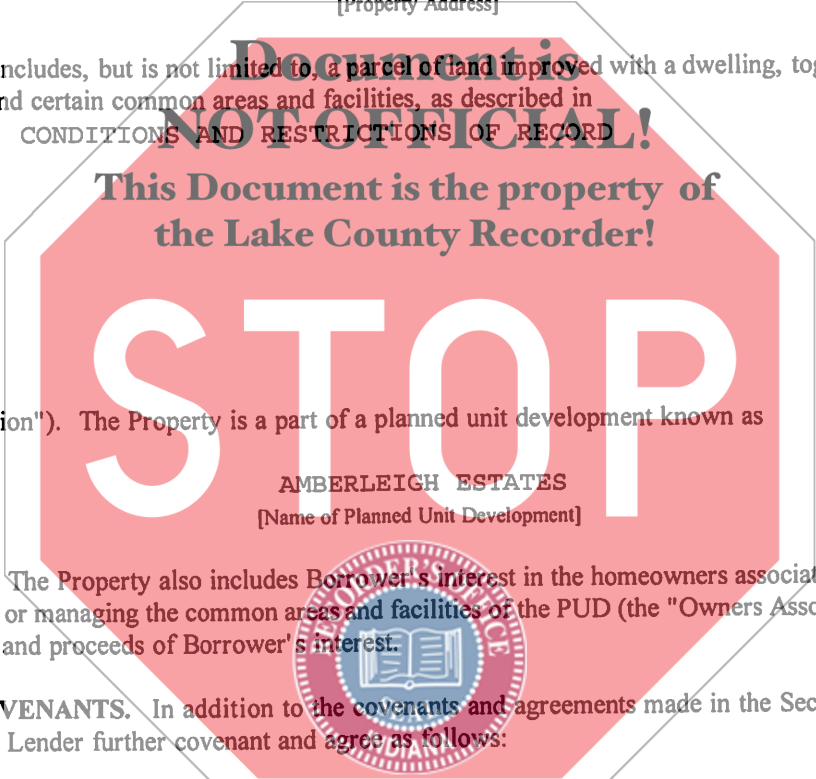 [Property Address]
ncludes, but is not limited to, a parcel of land improved with a dwelling, tog
Document is
nd certain common areas and facilities, as described in
NOT OFFICIAL!
CONDITIONS AND RESTRICTIONS OF RECORD
This Document is the property of
the Lake County Recorder!
STOP
ion"). The Property is a part of a planned unit development known as
AMBERLEIGH ESTATES
[Name of Planned Unit Development]
The Property also includes Borrower's interest in the homeowners associat
or managing the common areas and facilities of the PUD (the "Owners Asso
and proceeds of Borrower's interest.
RECORDER'S OFFICE
VENANTS. In addition to the covenants and agreements made in the Sec
Lender further covenant and agree as follows:
INDIANA